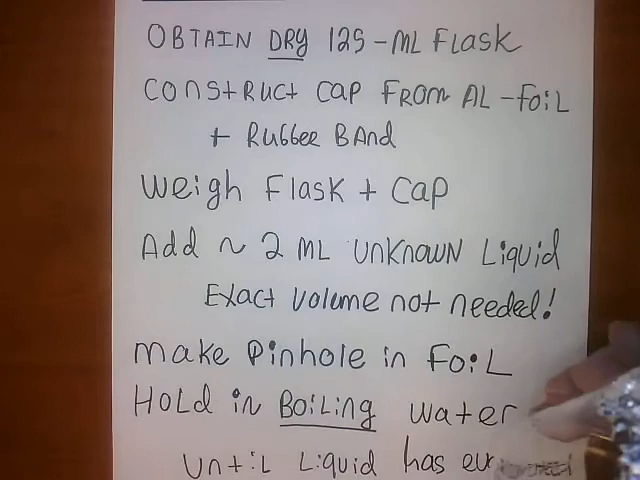 OBTAIN DRY 125-ML Flask
Construct cap From AL-Foil
+ Rubber BAnd
Weigh Flask + Cap
Add ~ 2 ML unknown Liquid
Exact volume not needed!
make Pinhole in FoiL
HOLd in BoiLing water
until Liquid has